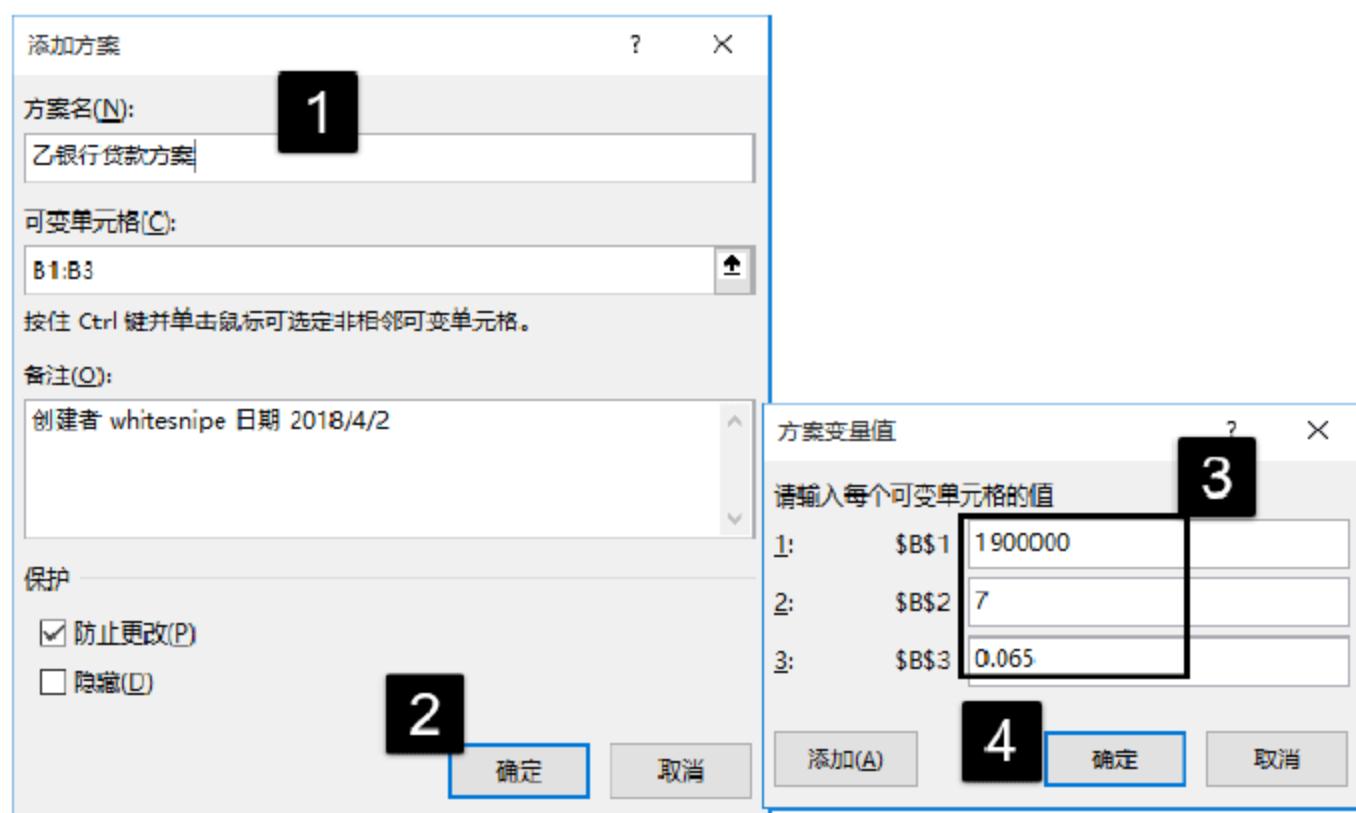 添加方案 ?
1
方案名(N):
乙银行贷款方案
可变单元格(C):
B1:B3
按住 Ctrl 键并单击鼠标可选定非相邻可变单元格。
备注(O):
创建者 whitesnipe 日期 2018/4/2
保护
防止更改(P)
隐藏(D)
2
确定 取消
方案变量值 ?
3
请输入每个可变单元格的值
1: $B$1 1900000
2: $B$2 7
3: $B$3 0.065
4
添加(A) 确定 取消